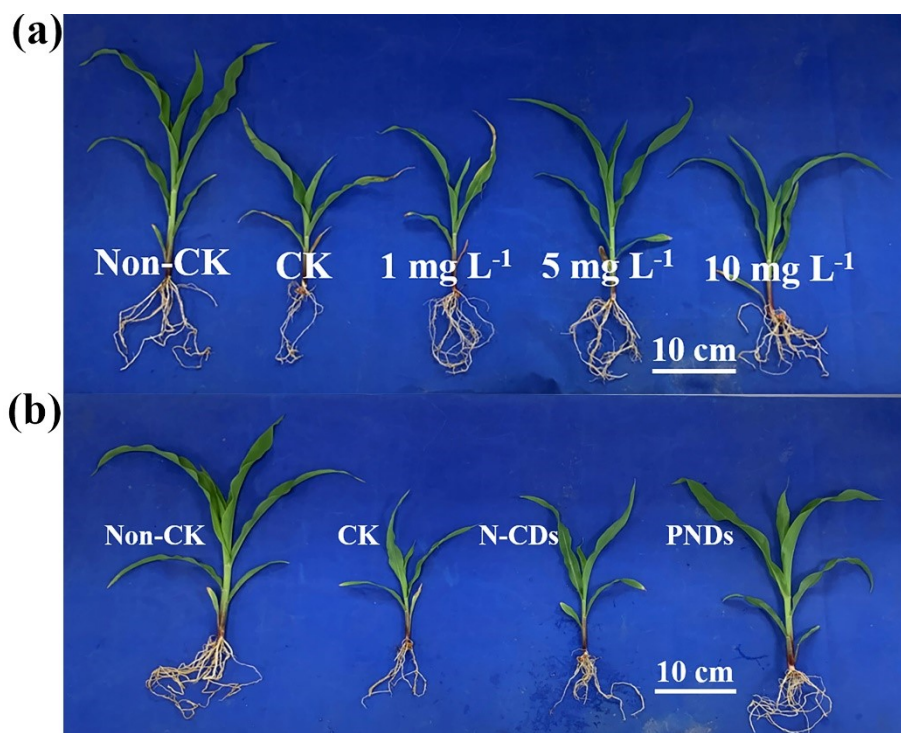 (a)
Non-CK
CK
1 mg L⁻¹
5 mg L⁻¹
10 mg L⁻¹
10 cm
(b)
Non-CK
CK
N-CDs
PNDs
10 cm